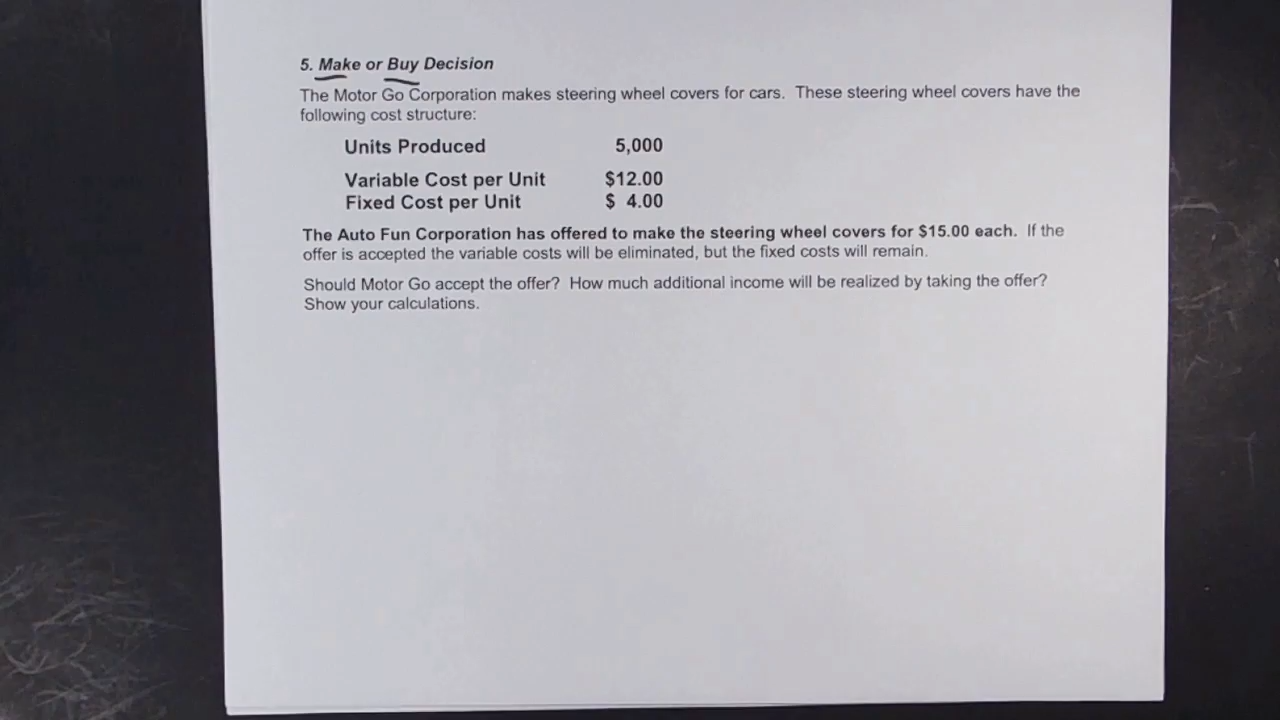 5. Make or Buy Decision
The Motor Go Corporation makes steering wheel covers for cars.  These steering wheel covers have the
following cost structure:
Units Produced 5,000
Variable Cost per Unit $12.00
Fixed Cost per Unit $ 4.00
The Auto Fun Corporation has offered to make the steering wheel covers for $15.00 each.  If the
offer is accepted the variable costs will be eliminated, but the fixed costs will remain.
Should Motor Go accept the offer?  How much additional income will be realized by taking the offer?
Show your calculations.